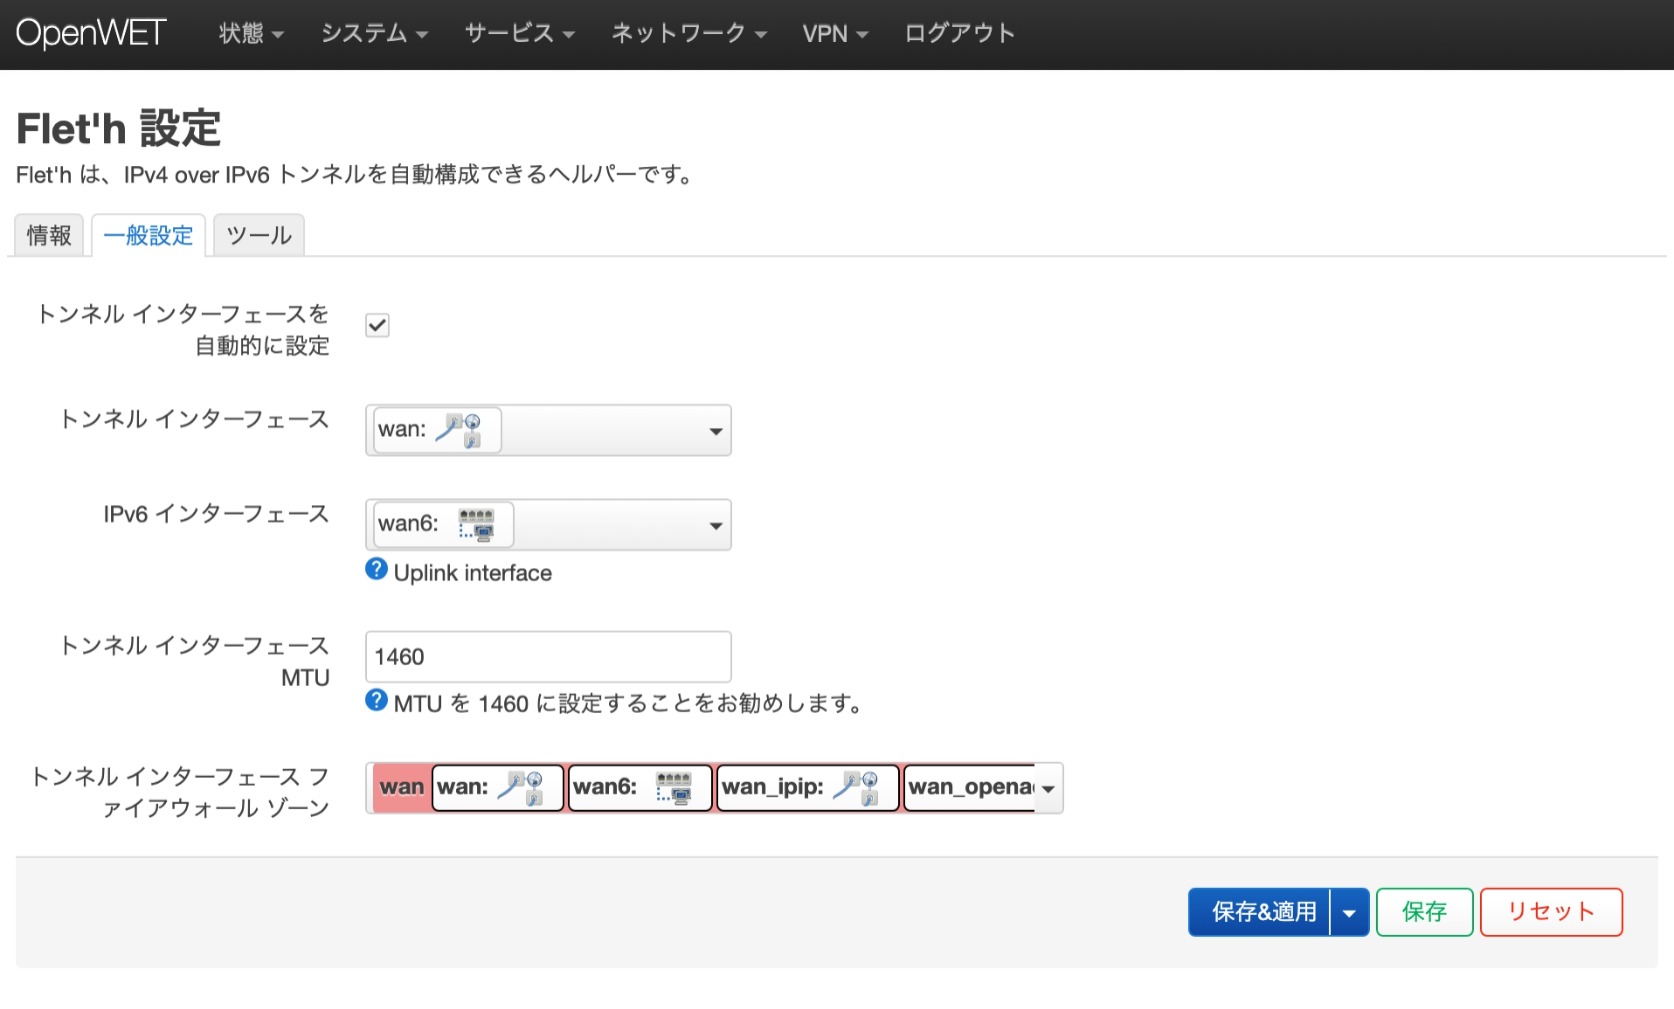 OpenWET 状態 システム サービス ネットワーク VPN ログアウト
Flet'h 設定
Flet'h は、IPv4 over IPv6 トンネルを自動構成できるヘルパーです。
情報 一般設定 ツール
トンネル インターフェースを
自動的に設定
トンネル インターフェース
wan:
IPv6 インターフェース
wan6:
Uplink interface
トンネル インターフェース
MTU
1460
MTU を 1460 に設定することをお勧めします。
トンネル インターフェース フ
ァイアウォール ゾーン
wan wan: wan6: wan_ipip:
保存&適用 保存 リセット